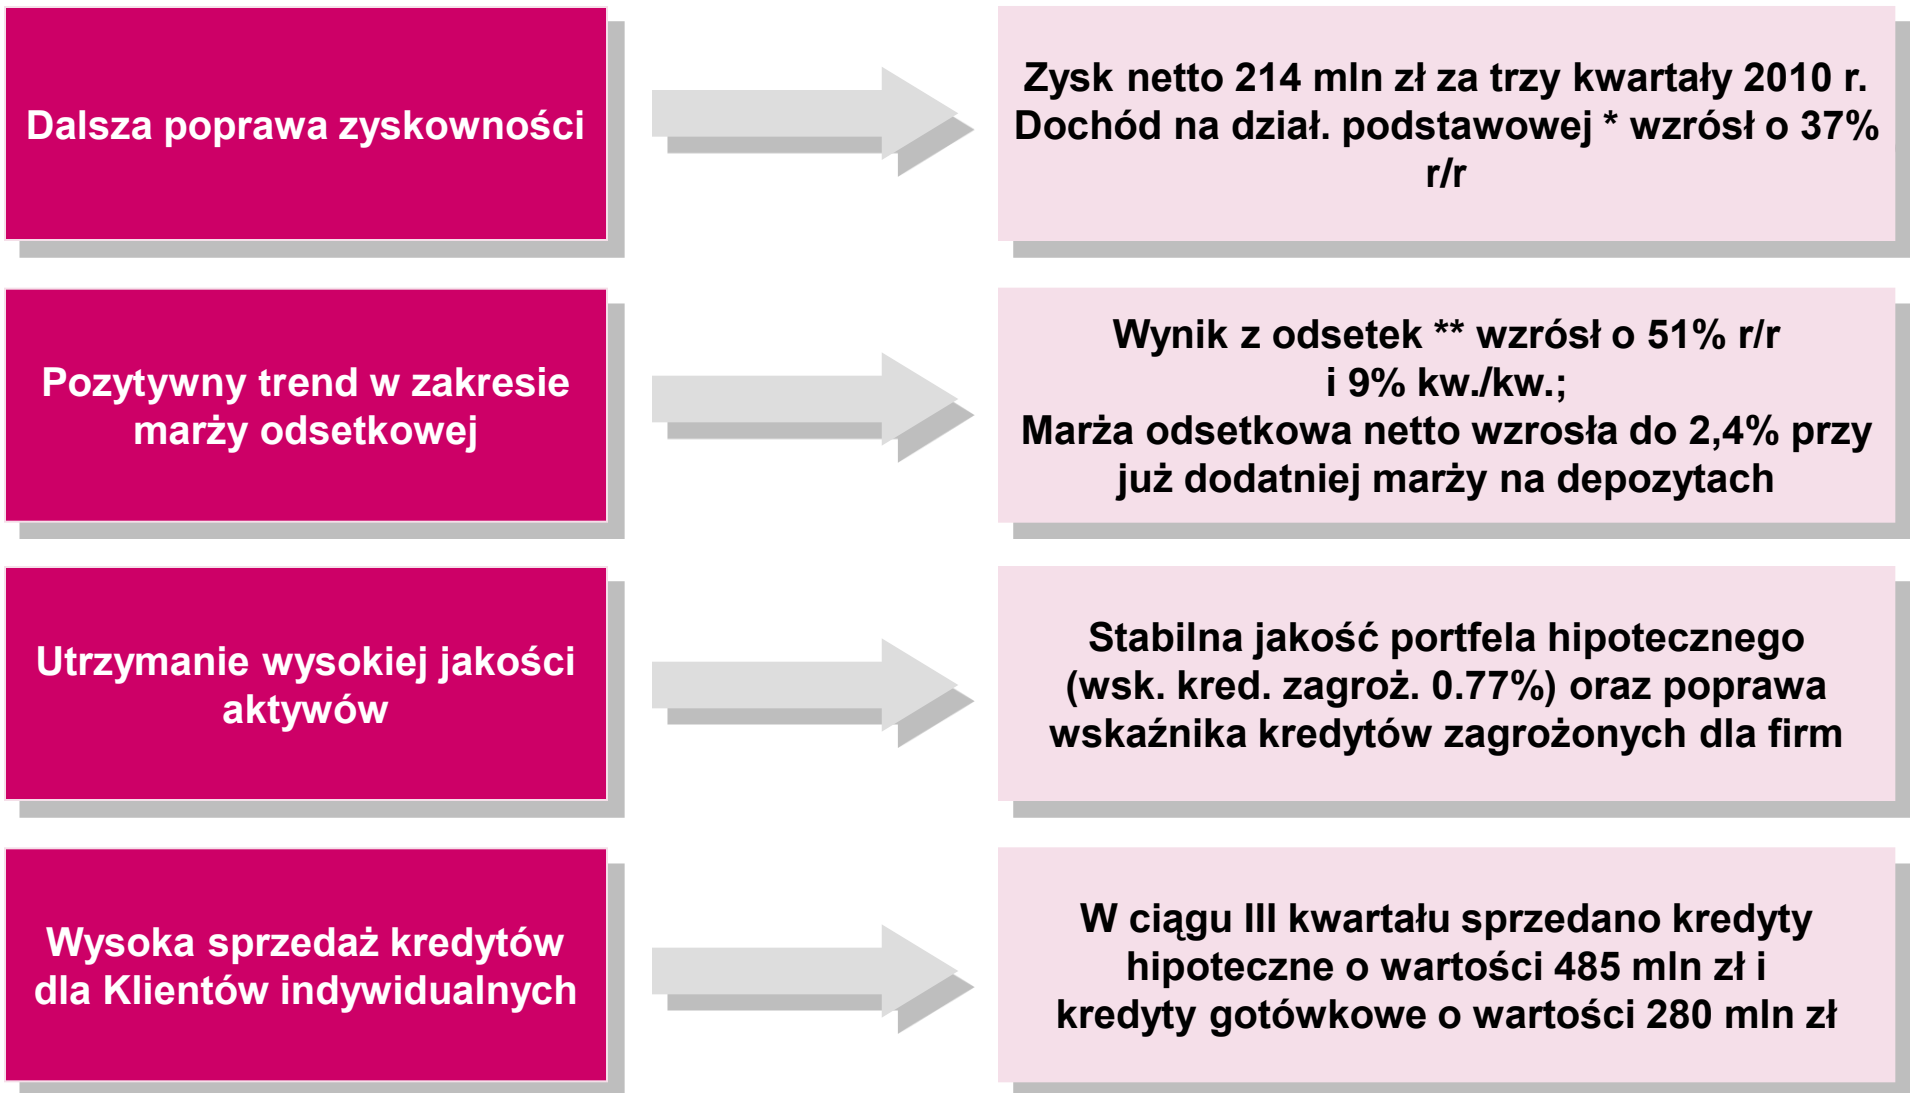 Dalsza poprawa zyskowności
Zysk netto 214 mln zł za trzy kwartały 2010 r.
Dochód na dział. podstawowej * wzrósł o 37%
r/r
Pozytywny trend w zakresie
marży odsetkowej
Wynik z odsetek ** wzrósł o 51% r/r
i 9% kw./kw.;
Marża odsetkowa netto wzrosła do 2,4% przy
już dodatniej marży na depozytach
Utrzymanie wysokiej jakości
aktywów
Stabilna jakość portfela hipotecznego
(wsk. kred. zagroż. 0.77%) oraz poprawa
wskaźnika kredytów zagrożonych dla firm
Wysoka sprzedaż kredytów
dla Klientów indywidualnych
W ciągu III kwartału sprzedano kredyty
hipoteczne o wartości 485 mln zł i
kredyty gotówkowe o wartości 280 mln zł